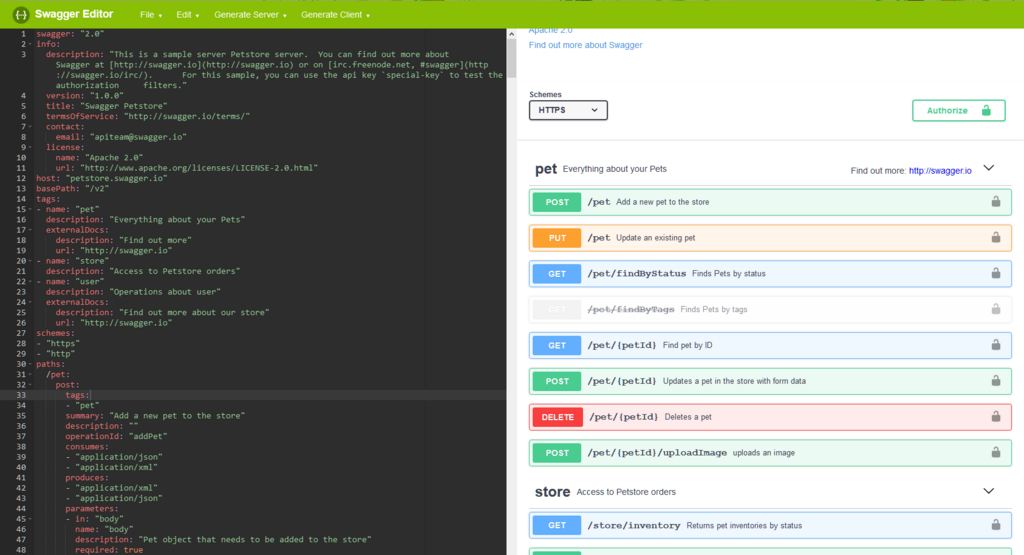 Swagger Editor File Edit Generate Server Generate Client
1 swagger: "2.0"
2 info:
3 description: "This is a sample server Petstore server.  You can find out more about
Swagger at [http://swagger.io](http://swagger.io) or on [irc.freenode.net, #swagger](http
://swagger.io/irc/).      For this sample, you can use the api key `special-key` to test the
authorization     filters."
4 version: "1.0.0"
5 title: "Swagger Petstore"
6 termsOfService: "http://swagger.io/terms/"
7 contact:
8 email: "apiteam@swagger.io"
9 license:
10 name: "Apache 2.0"
11 url: "http://www.apache.org/licenses/LICENSE-2.0.html"
12 host: "petstore.swagger.io"
13 basePath: "/v2"
14 tags:
15 - name: "pet"
16 description: "Everything about your Pets"
17 externalDocs:
18 description: "Find out more"
19 url: "http://swagger.io"
20 - name: "store"
21 description: "Access to Petstore orders"
22 - name: "user"
23 description: "Operations about user"
24 externalDocs:
25 description: "Find out more about our store"
26 url: "http://swagger.io"
27 schemes:
28 - "https"
29 - "http"
30 paths:
31 /pet:
32 post:
33 tags:
34 - "pet"
35 summary: "Add a new pet to the store"
36 description: ""
37 operationId: "addPet"
38 consumes:
39 - "application/json"
40 - "application/xml"
41 produces:
42 - "application/xml"
43 - "application/json"
44 parameters:
45 - in: "body"
46 name: "body"
47 description: "Pet object that needs to be added to the store"
48 required: true
Apache 2.0
Find out more about Swagger
Schemes
HTTPS
Authorize
pet Everything about your Pets Find out more: http://swagger.io
POST /pet Add a new pet to the store
PUT /pet Update an existing pet
GET /pet/findByStatus Finds Pets by status
GET /pet/findByTags Finds Pets by tags
GET /pet/{petId} Find pet by ID
POST /pet/{petId} Updates a pet in the store with form data
DELETE /pet/{petId} Deletes a pet
POST /pet/{petId}/uploadImage uploads an image
store Access to Petstore orders
GET /store/inventory Returns pet inventories by status